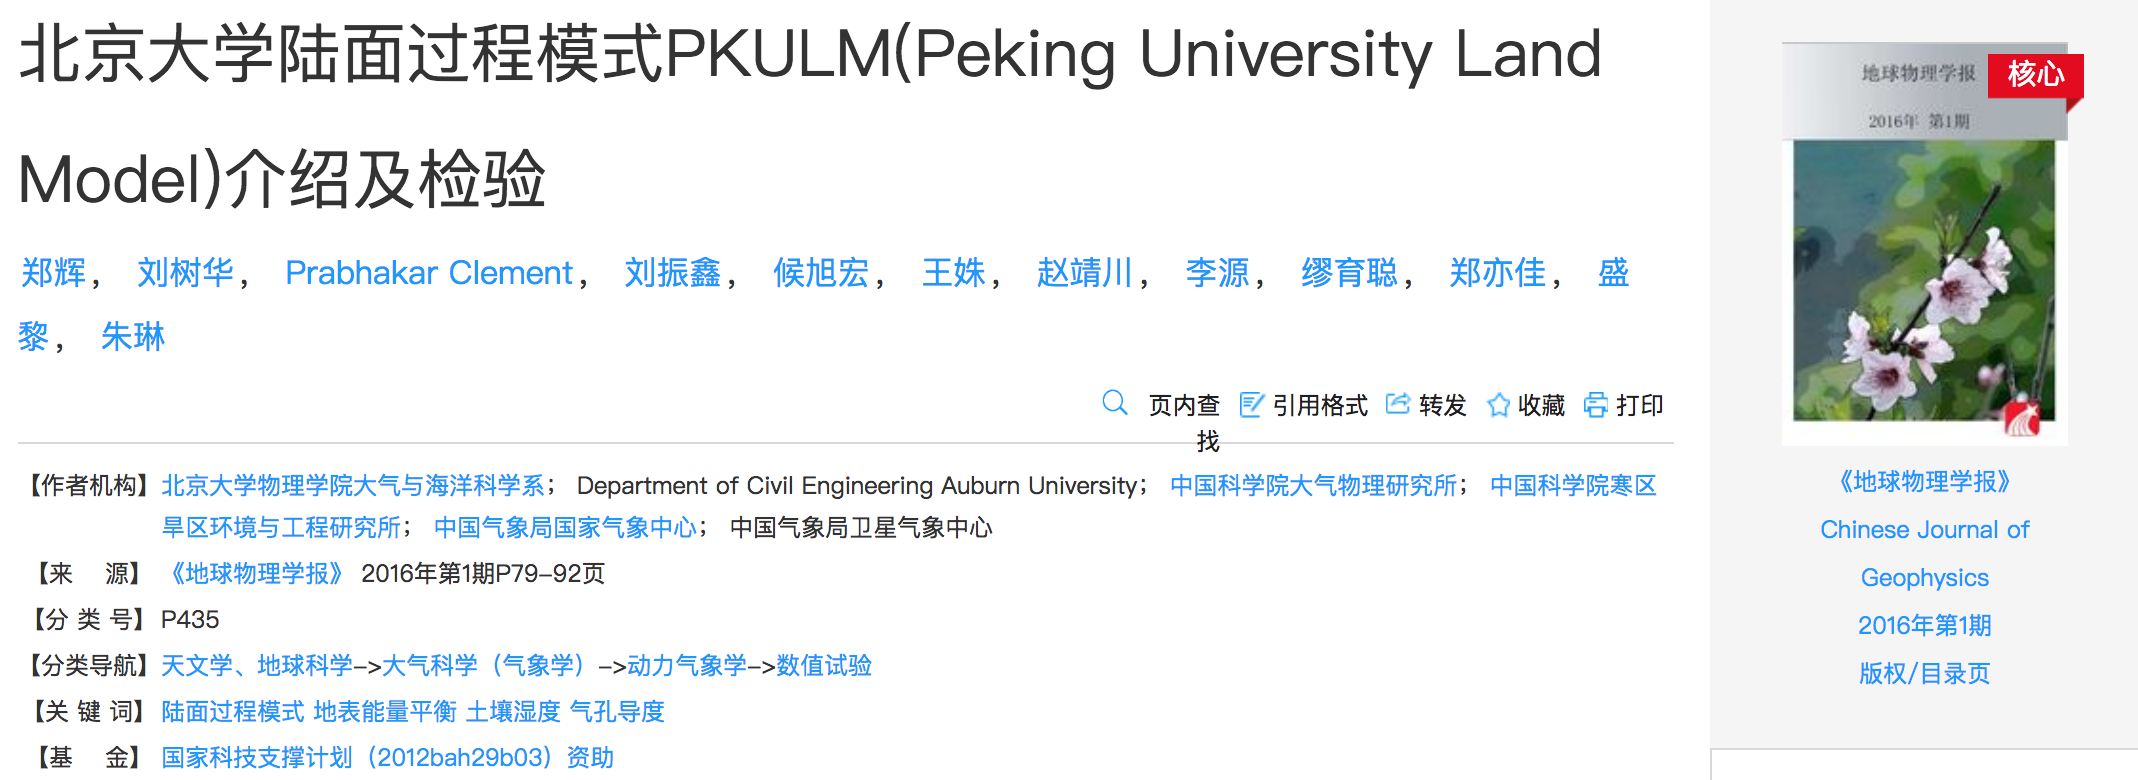 北京大学陆面过程模式PKULM(Peking University Land
Model)介绍及检验
郑辉， 刘树华， Prabhakar Clement， 刘振鑫， 候旭宏， 王姝， 赵靖川， 李源， 缪育聪， 郑亦佳， 盛
黎， 朱琳
页内查
找
引用格式 转发 收藏 打印
【作者机构】北京大学物理学院大气与海洋科学系； Department of Civil Engineering Auburn University； 中国科学院大气物理研究所； 中国科学院寒区
旱区环境与工程研究所； 中国气象局国家气象中心； 中国气象局卫星气象中心
【来 源】《地球物理学报》 2016年第1期P79-92页
【分 类 号】P435
【分类导航】天文学、地球科学->大气科学（气象学）->动力气象学->数值试验
【关 键 词】陆面过程模式 地表能量平衡 土壤湿度 气孔导度
【基 金】国家科技支撑计划（2012bah29b03）资助
地球物理学报
核心
2016年 第1期
《地球物理学报》
Chinese Journal of
Geophysics
2016年第1期
版权/目录页